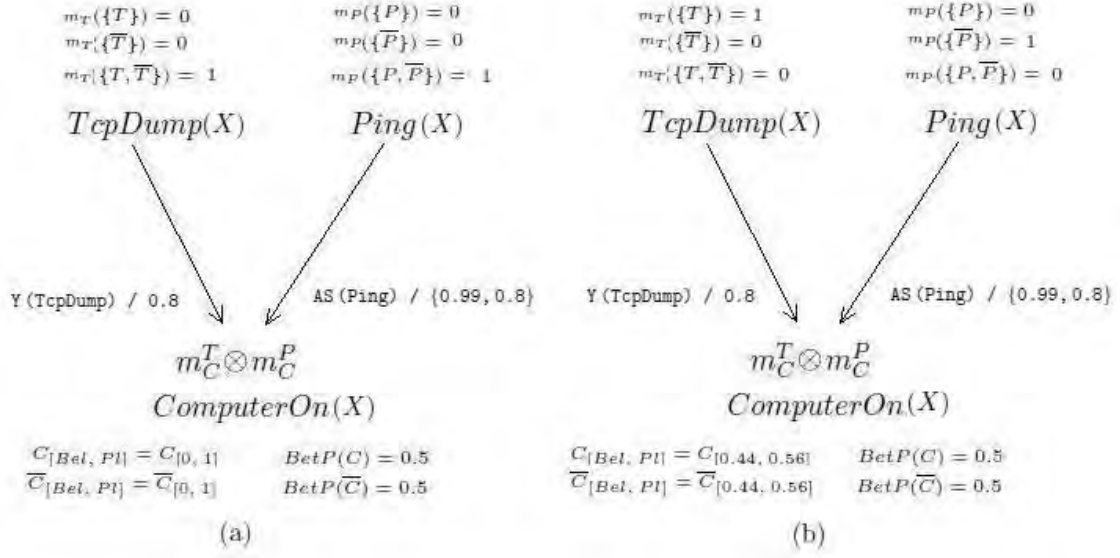 m_T({T}) = 0
m_T({T̅}) = 0
m_T({T, T̅}) = 1
m_P({P}) = 0
m_P({P̅}) = 0
m_P({P, P̅}) = 1
TcpDump(X)
Ping(X)
Y(TcpDump) / 0.8
AS(Ping) / {0.99,0.8}
m_C^T ⊗ m_C^P
ComputerOn(X)
C_[Bel, Pl] = C_[0, 1]
BetP(C) = 0.5
C̅_[Bel, Pl] = C̅_[0, 1]
BetP(C̅) = 0.5
(a)
m_T({T}) = 1
m_T({T̅}) = 0
m_T({T, T̅}) = 0
m_P({P}) = 0
m_P({P̅}) = 1
m_P({P, P̅}) = 0
TcpDump(X)
Ping(X)
Y(TcpDump) / 0.8
AS(Ping) / {0.99,0.8}
m_C^T ⊗ m_C^P
ComputerOn(X)
C_[Bel, Pl] = C_[0.44, 0.56]
BetP(C) = 0.5
C̅_[Bel, Pl] = C̅_[0.44, 0.56]
BetP(C̅) = 0.5
(b)